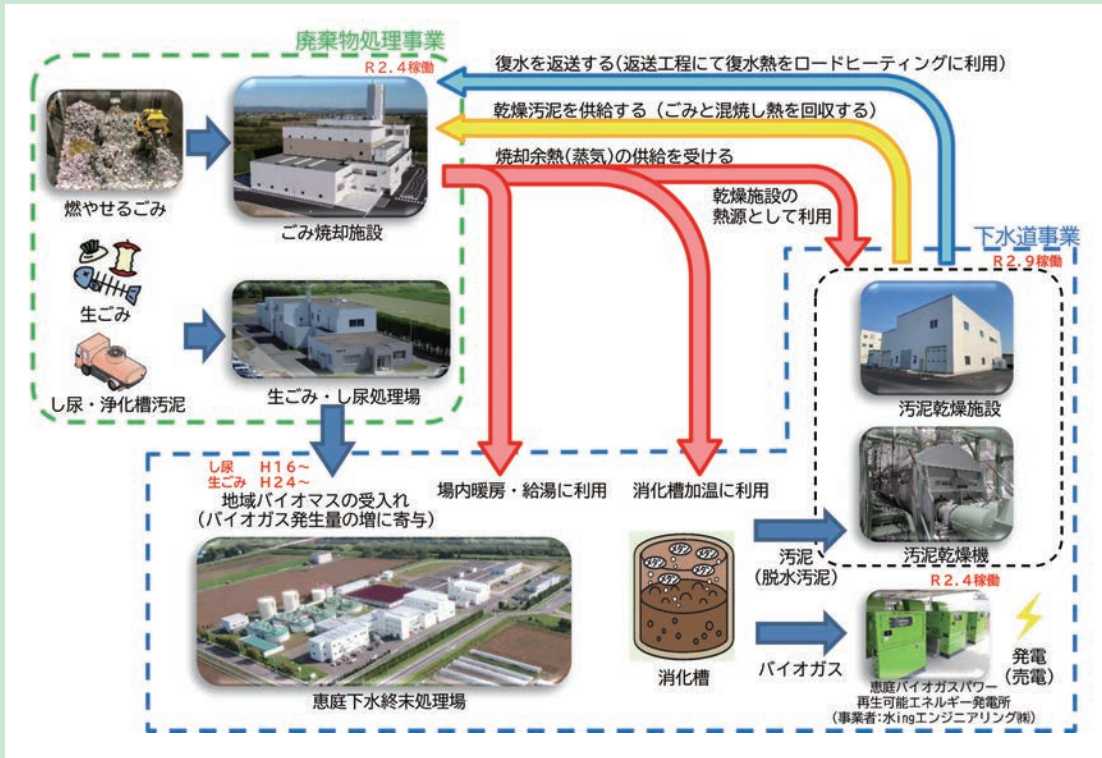 廃棄物処理事業
R2.4稼働
燃やせるごみ
ごみ焼却施設
生ごみ
し尿・浄化槽汚泥
生ごみ・し尿処理場
復水を返送する(返送工程にて復水熱をロードヒーティングに利用)
乾燥汚泥を供給する(ごみと混焼し熱を回収する)
焼却余熱(蒸気)の供給を受ける
乾燥施設の
熱源として利用
下水道事業
R2.9稼働
汚泥乾燥施設
汚泥乾燥機
し尿 H16~
生ごみ H24~
地域バイオマスの受入れ
(バイオガス発生量の増に寄与)
場内暖房・給湯に利用
消化槽加温に利用
恵庭下水終末処理場
消化槽
汚泥
(脱水汚泥)
バイオガス
R2.4稼働
発電
(売電)
恵庭バイオガスパワー
再生可能エネルギー発電所
(事業者:水ingエンジニアリング㈱)